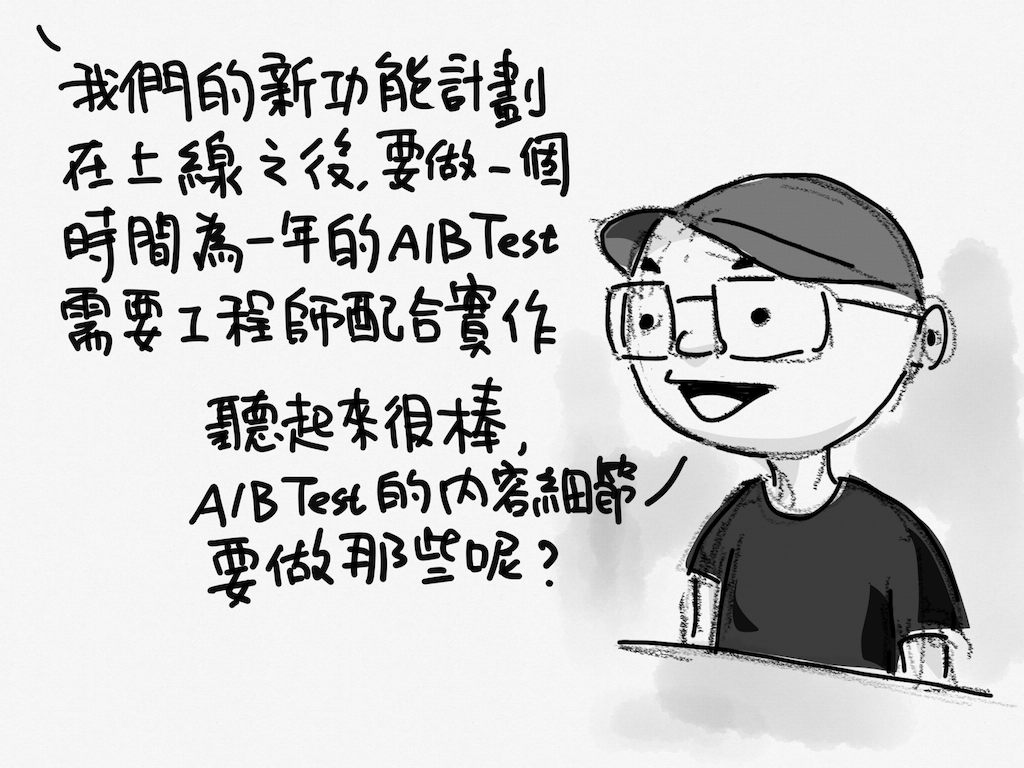 我們的新功能計劃
在上線之後,要做一個
時間為一年的A/B Test
需要工程師配合實作
聽起來很棒,
A/B Test的內容細節
要做那些呢?